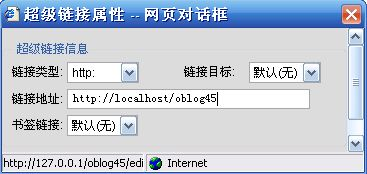 超级链接属性 -- 网页对话框
超级链接信息
链接类型: http: 链接目标: 默认(无)
链接地址: http://localhost/oblog45
书签链接: 默认(无)
http://127.0.0.1/oblog45/edi Internet